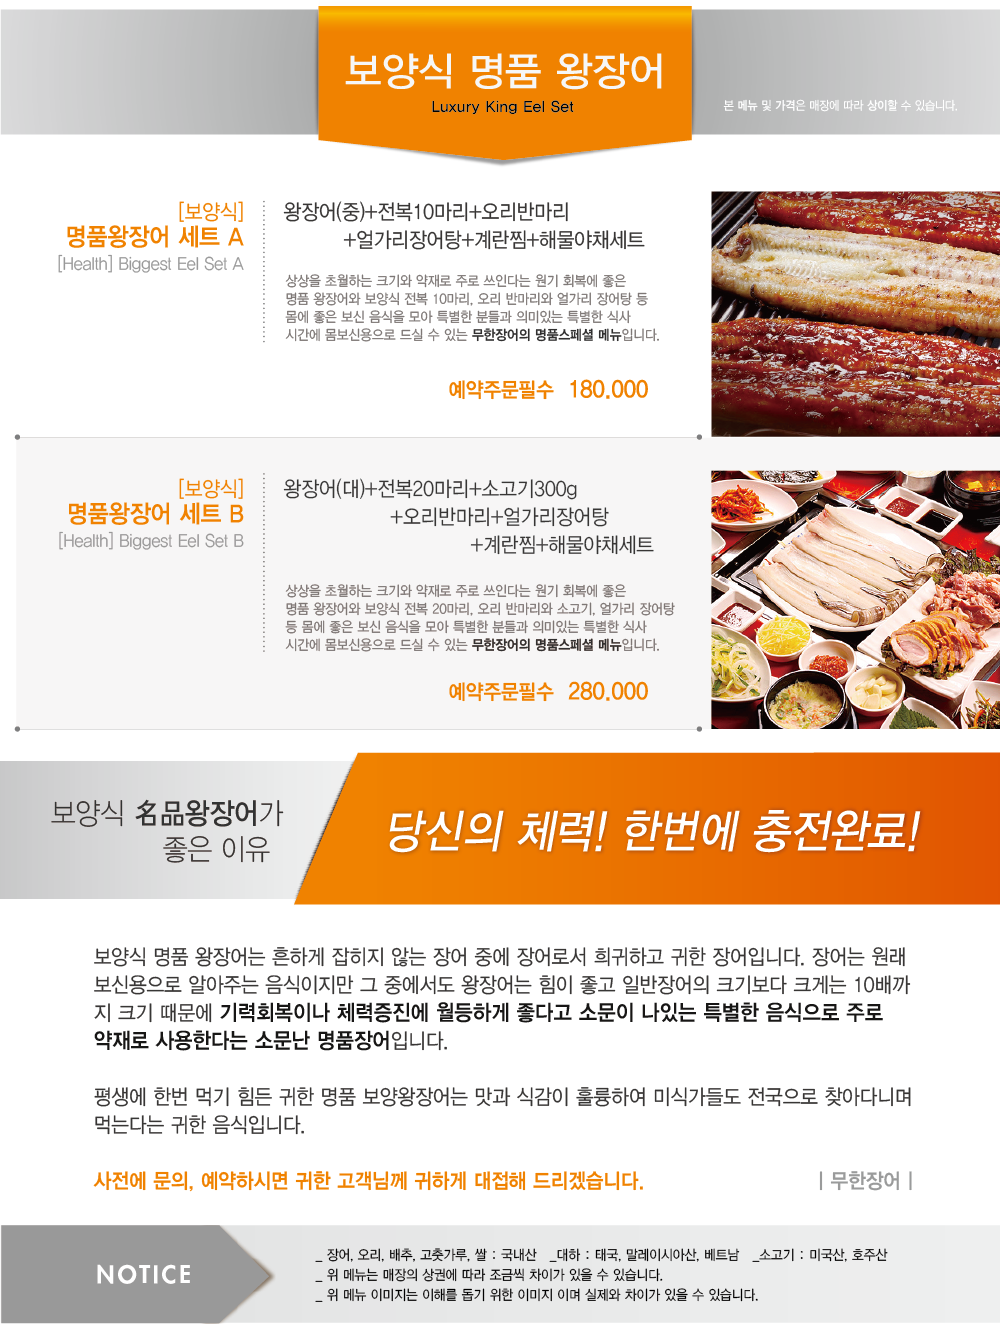 보양식 명품 왕장어
Luxury King Eel Set
본 메뉴 및 가격은 매장에 따라 상이할 수 있습니다.
[보양식]
명품왕장어 세트 A
[Health] Biggest Eel Set A
왕장어(중)+전복10마리+오리반마리
+얼가리장어탕+계란찜+해물야채세트
상상을 초월하는 크기와 약재로 주로 쓰인다는 원기 회복에 좋은
명품 왕장어와 보양식 전복 10마리, 오리 반마리와 얼가리 장어탕 등
몸에 좋은 보신 음식을 모아 특별한 분들과 의미있는 특별한 식사
시간에 몸보신용으로 드실 수 있는 무한장어의 명품스페셜 메뉴입니다.
예약주문필수 180.000
[보양식]
명품왕장어 세트 B
[Health] Biggest Eel Set B
왕장어(대)+전복20마리+소고기300g
+오리반마리+얼가리장어탕
+계란찜+해물야채세트
상상을 초월하는 크기와 약재로 주로 쓰인다는 원기 회복에 좋은
명품 왕장어와 보양식 전복 20마리, 오리 반마리와 소고기, 얼가리 장어탕
등 몸에 좋은 보신 음식을 모아 특별한 분들과 의미있는 특별한 식사
시간에 몸보신용으로 드실 수 있는 무한장어의 명품스페셜 메뉴입니다.
예약주문필수 280.000
보양식 名品왕장어가
좋은 이유
당신의 체력! 한번에 충전완료!
보양식 명품 왕장어는 흔하게 잡히지 않는 장어 중에 장어로서 희귀하고 귀한 장어입니다. 장어는 원래
보신용으로 알아주는 음식이지만 그 중에서도 왕장어는 힘이 좋고 일반장어의 크기보다 크게는 10배까
지 크기 때문에 기력회복이나 체력증진에 월등하게 좋다고 소문이 나있는 특별한 음식으로 주로
약재로 사용한다는 소문난 명품장어입니다.
평생에 한번 먹기 힘든 귀한 명품 보양왕장어는 맛과 식감이 훌륭하여 미식가들도 전국으로 찾아다니며
먹는다는 귀한 음식입니다.
사전에 문의, 예약하시면 귀한 고객님께 귀하게 대접해 드리겠습니다.
| 무한장어 |
NOTICE
_ 장어, 오리, 배추, 고춧가루, 쌀 : 국내산 _대하 : 태국, 말레이시아산, 베트남 _소고기 : 미국산, 호주산
_ 위 메뉴는 매장의 상권에 따라 조금씩 차이가 있을 수 있습니다.
_ 위 메뉴 이미지는 이해를 돕기 위한 이미지 이며 실제와 차이가 있을 수 있습니다.